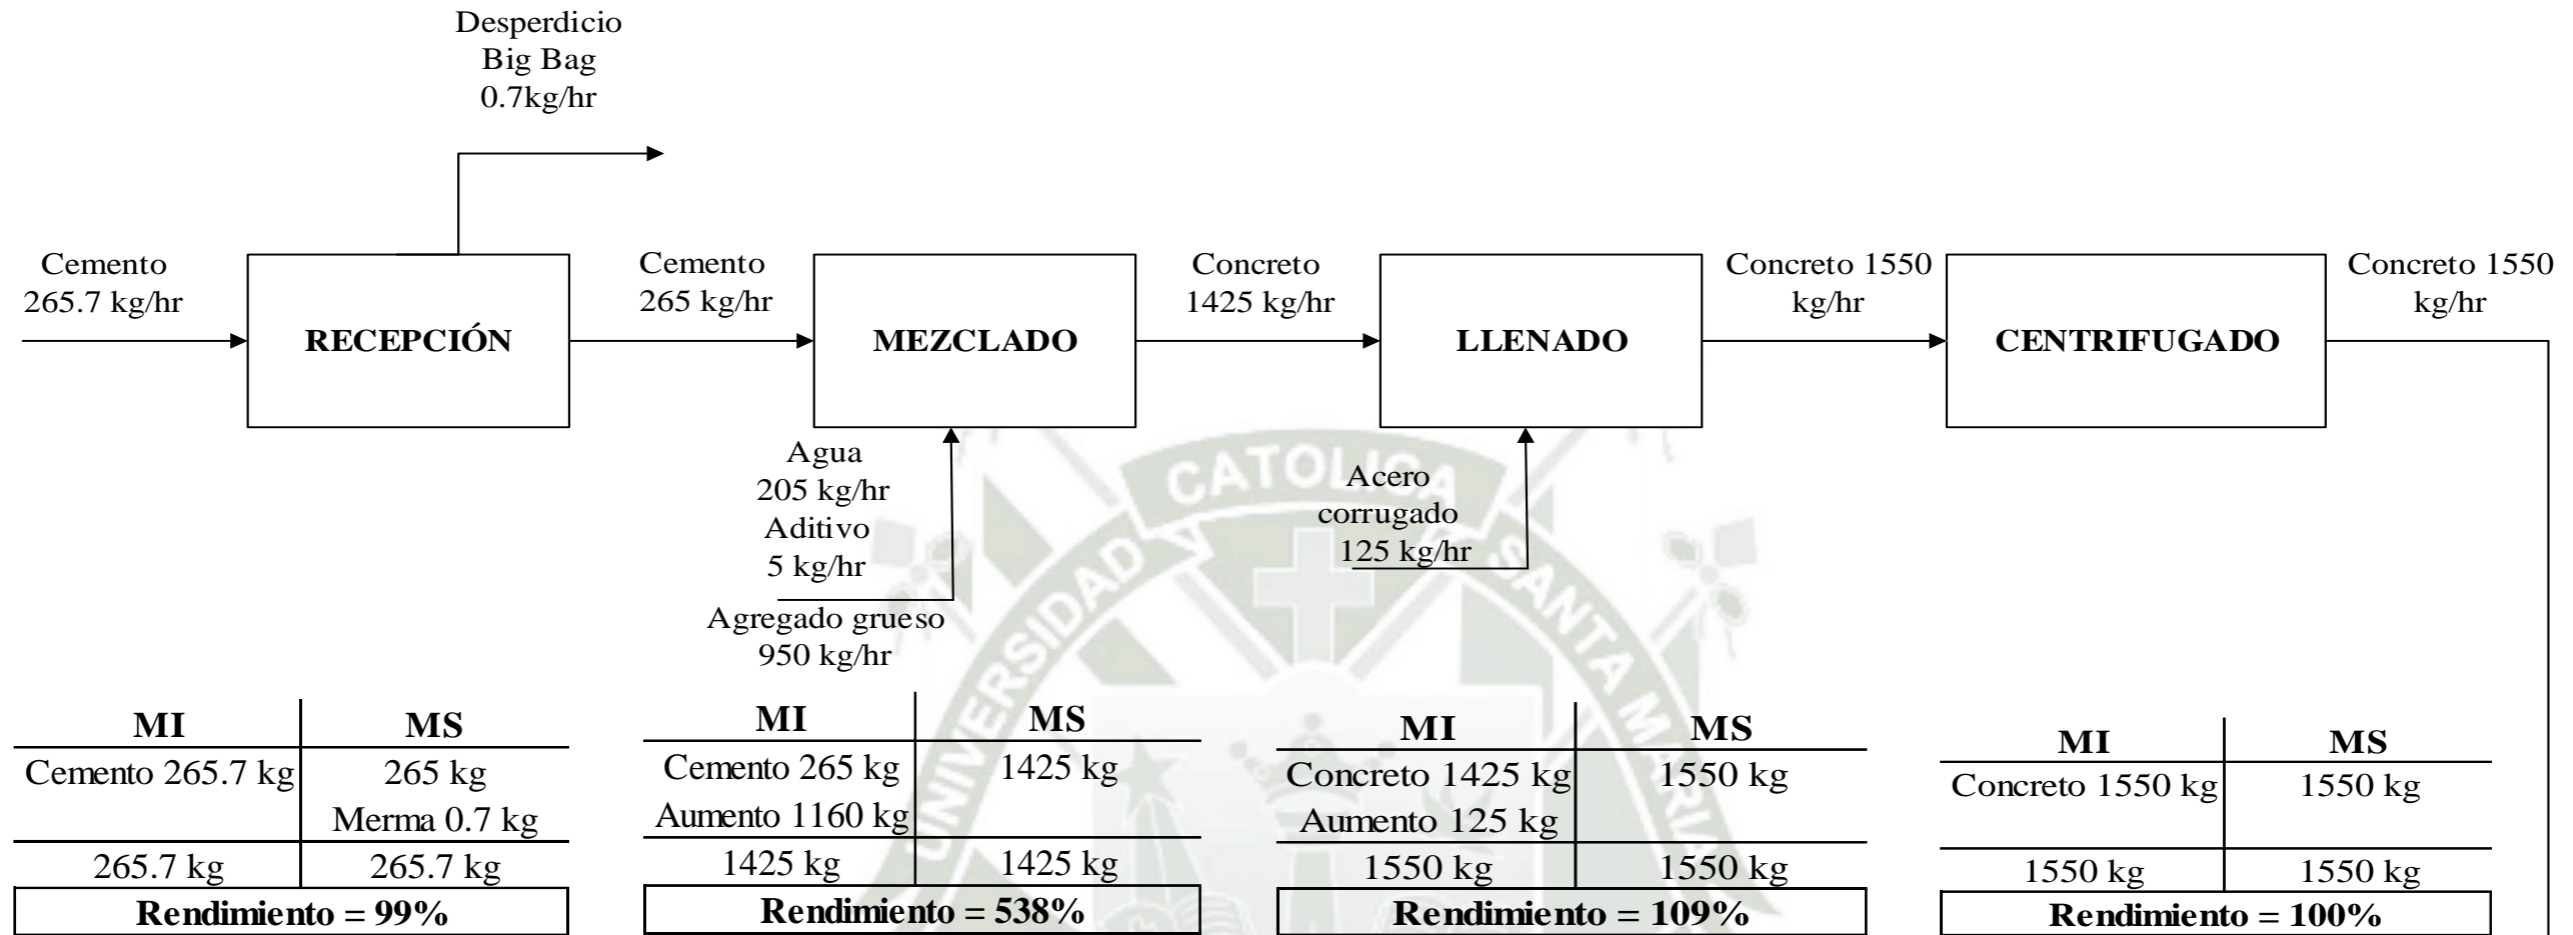 Desperdicio
Big Bag
0.7kg/hr
Cemento
265.7 kg/hr
RECEPCIÓN
Cemento
265 kg/hr
MEZCLADO
Concreto
1425 kg/hr
LLENADO
Concreto 1550
kg/hr
CENTRIFUGADO
Concreto 1550
kg/hr
Agua
205 kg/hr
Aditivo
5 kg/hr
Agregado grueso
950 kg/hr
Acero
corrugado
125 kg/hr
UNIVERSIDAD CATOLICA SANTA MARIA
MI MS
Cemento 265.7 kg 265 kg
Merma 0.7 kg
265.7 kg 265.7 kg
Rendimiento = 99%
MI MS
Cemento 265 kg 1425 kg
Aumento 1160 kg
1425 kg 1425 kg
Rendimiento = 538%
MI MS
Concreto 1425 kg 1550 kg
Aumento 125 kg
1550 kg 1550 kg
Rendimiento = 109%
MI MS
Concreto 1550 kg 1550 kg
1550 kg 1550 kg
Rendimiento = 100%